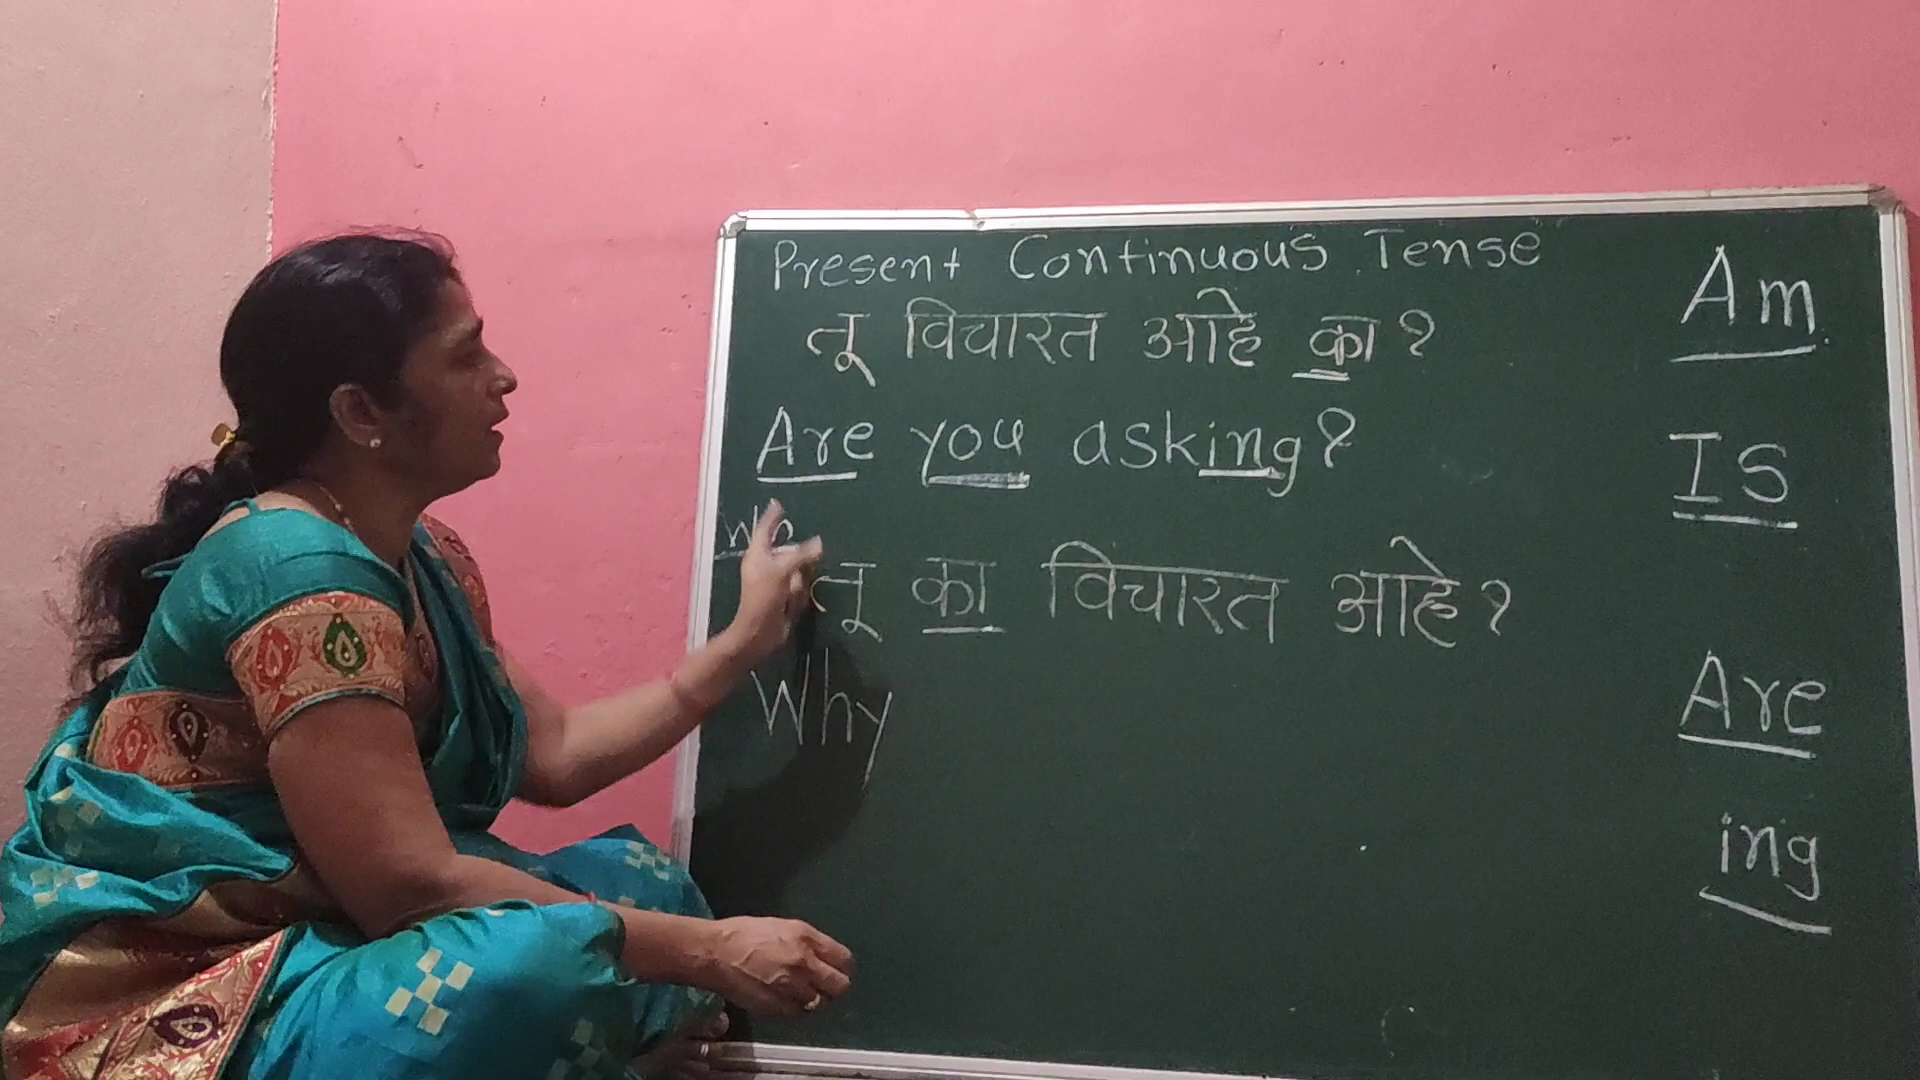 Present Continuous Tense
तू विचारत आहे का?
Are you asking?
तू का विचारत आहे?
Why
Am
IS
Are
ing